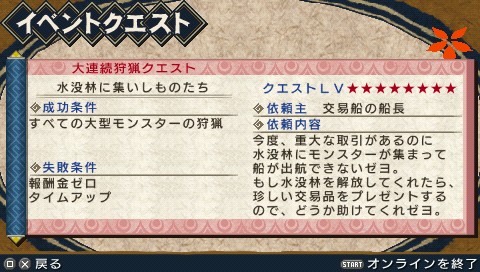 イベントクエスト
大連続狩猟クエスト
水没林に集いしものたち
成功条件
すべての大型モンスターの狩猟
失敗条件
報酬金ゼロ
タイムアップ
クエストLV★★★★★★★★
依頼主 交易船の船長
依頼内容
今度、重大な取引があるのに
水没林にモンスターが集まって
船が出航できないゼヨ。
もし水没林を解放してくれたら、
珍しい交易品をプレゼントする
ので、どうか助けてくれゼヨ。
□×戻る
START オンラインを終了